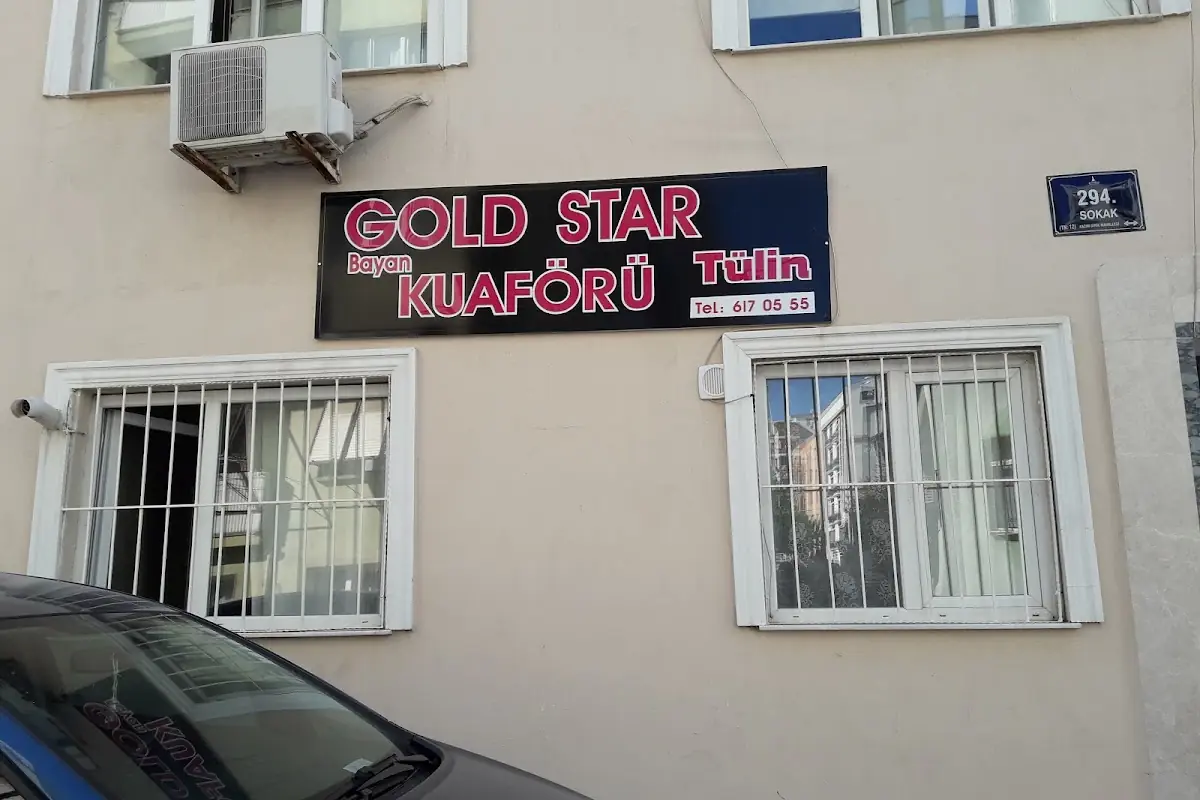 GOLD STAR
Bayan
KUAFÖRÜ
Tülin
Tel: 617 05 55
294.
SOKAK